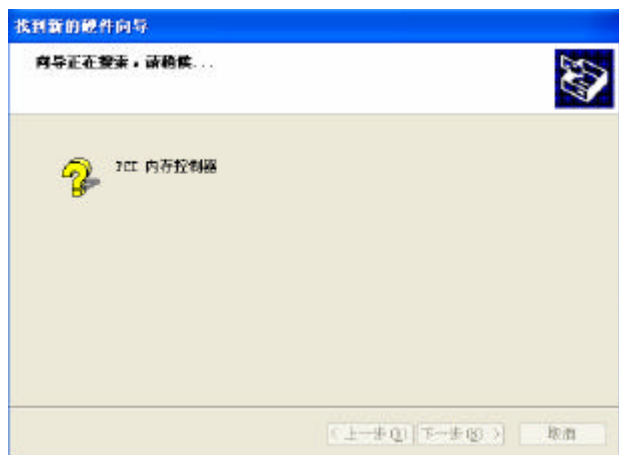 找到新的硬件向导
向导正在搜索，请稍候...
PCI 内存控制器
<上一步(B) 下一步(N) > 取消